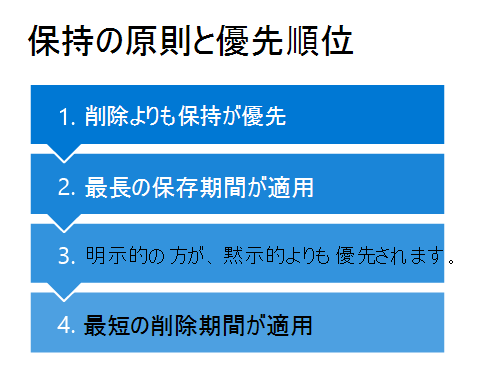 保持の原則と優先順位
1. 削除よりも保持が優先
2. 最長の保存期間が適用
3. 明示的の方が、黙示的よりも優先されます。
4. 最短の削除期間が適用